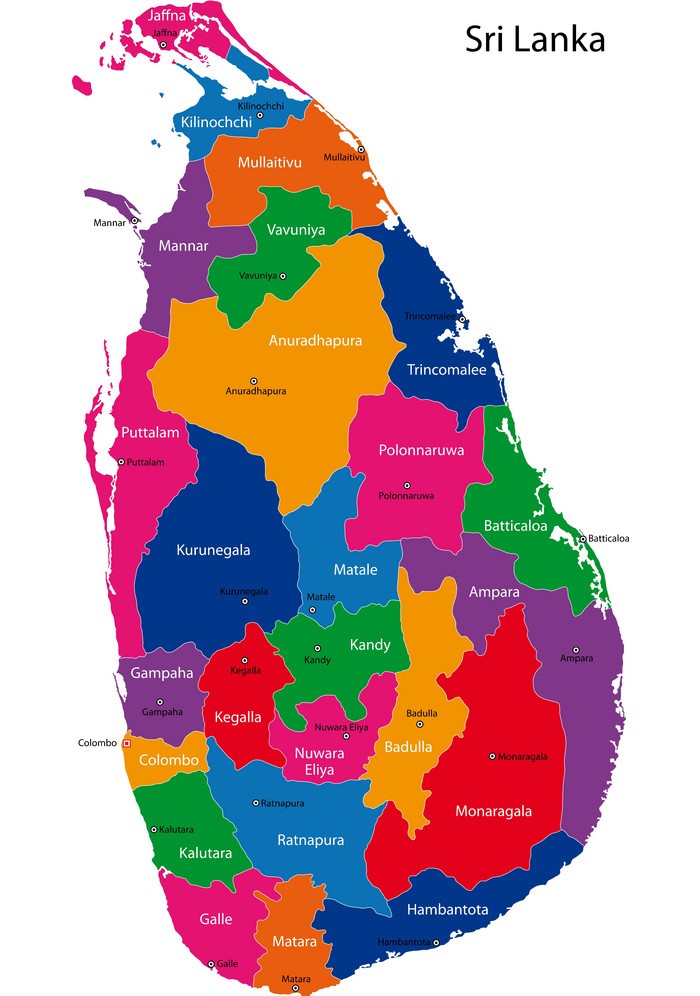 Jaffna
Jaffna
Sri Lanka
Kilinochchi
Kilinochchi
Mullaitivu
Mullaitivu
Mannar
Mannar
Vavuniya
Vavuniya
Trincomalee
Trincomalee
Anuradhapura
Anuradhapura
Puttalam
Puttalam
Polonnaruwa
Polonnaruwa
Batticaloa
Batticaloa
Kurunegala
Kurunegala
Matale
Matale
Ampara
Ampara
Kandy
Kandy
Gampaha
Gampaha
Kegalla
Kegalla
Nuwara Eliya
Nuwara
Eliya
Badulla
Badulla
Colombo
Colombo
Monaragala
Monaragala
Ratnapura
Ratnapura
Kalutara
Kalutara
Galle
Galle
Matara
Matara
Hambantota
Hambantota